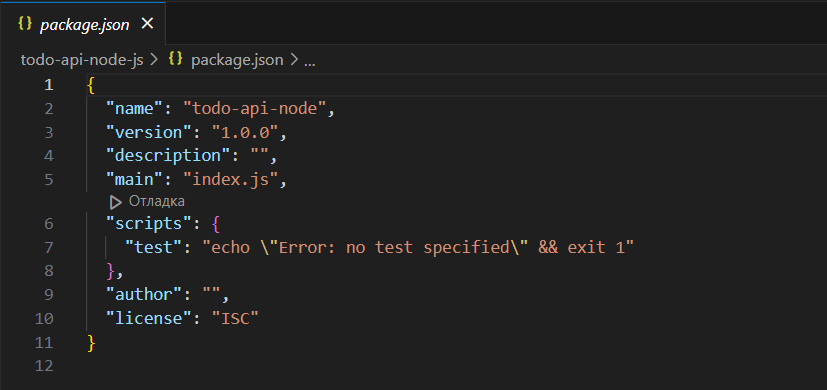 {} package.json ×
todo-api-node-js > {} package.json > ...
1 {
2 "name": "todo-api-node",
3 "version": "1.0.0",
4 "description": "",
5 "main": "index.js",
Отладка
6 "scripts": {
7 "test": "echo \"Error: no test specified\" && exit 1"
8 },
9 "author": "",
10 "license": "ISC"
11 }
12